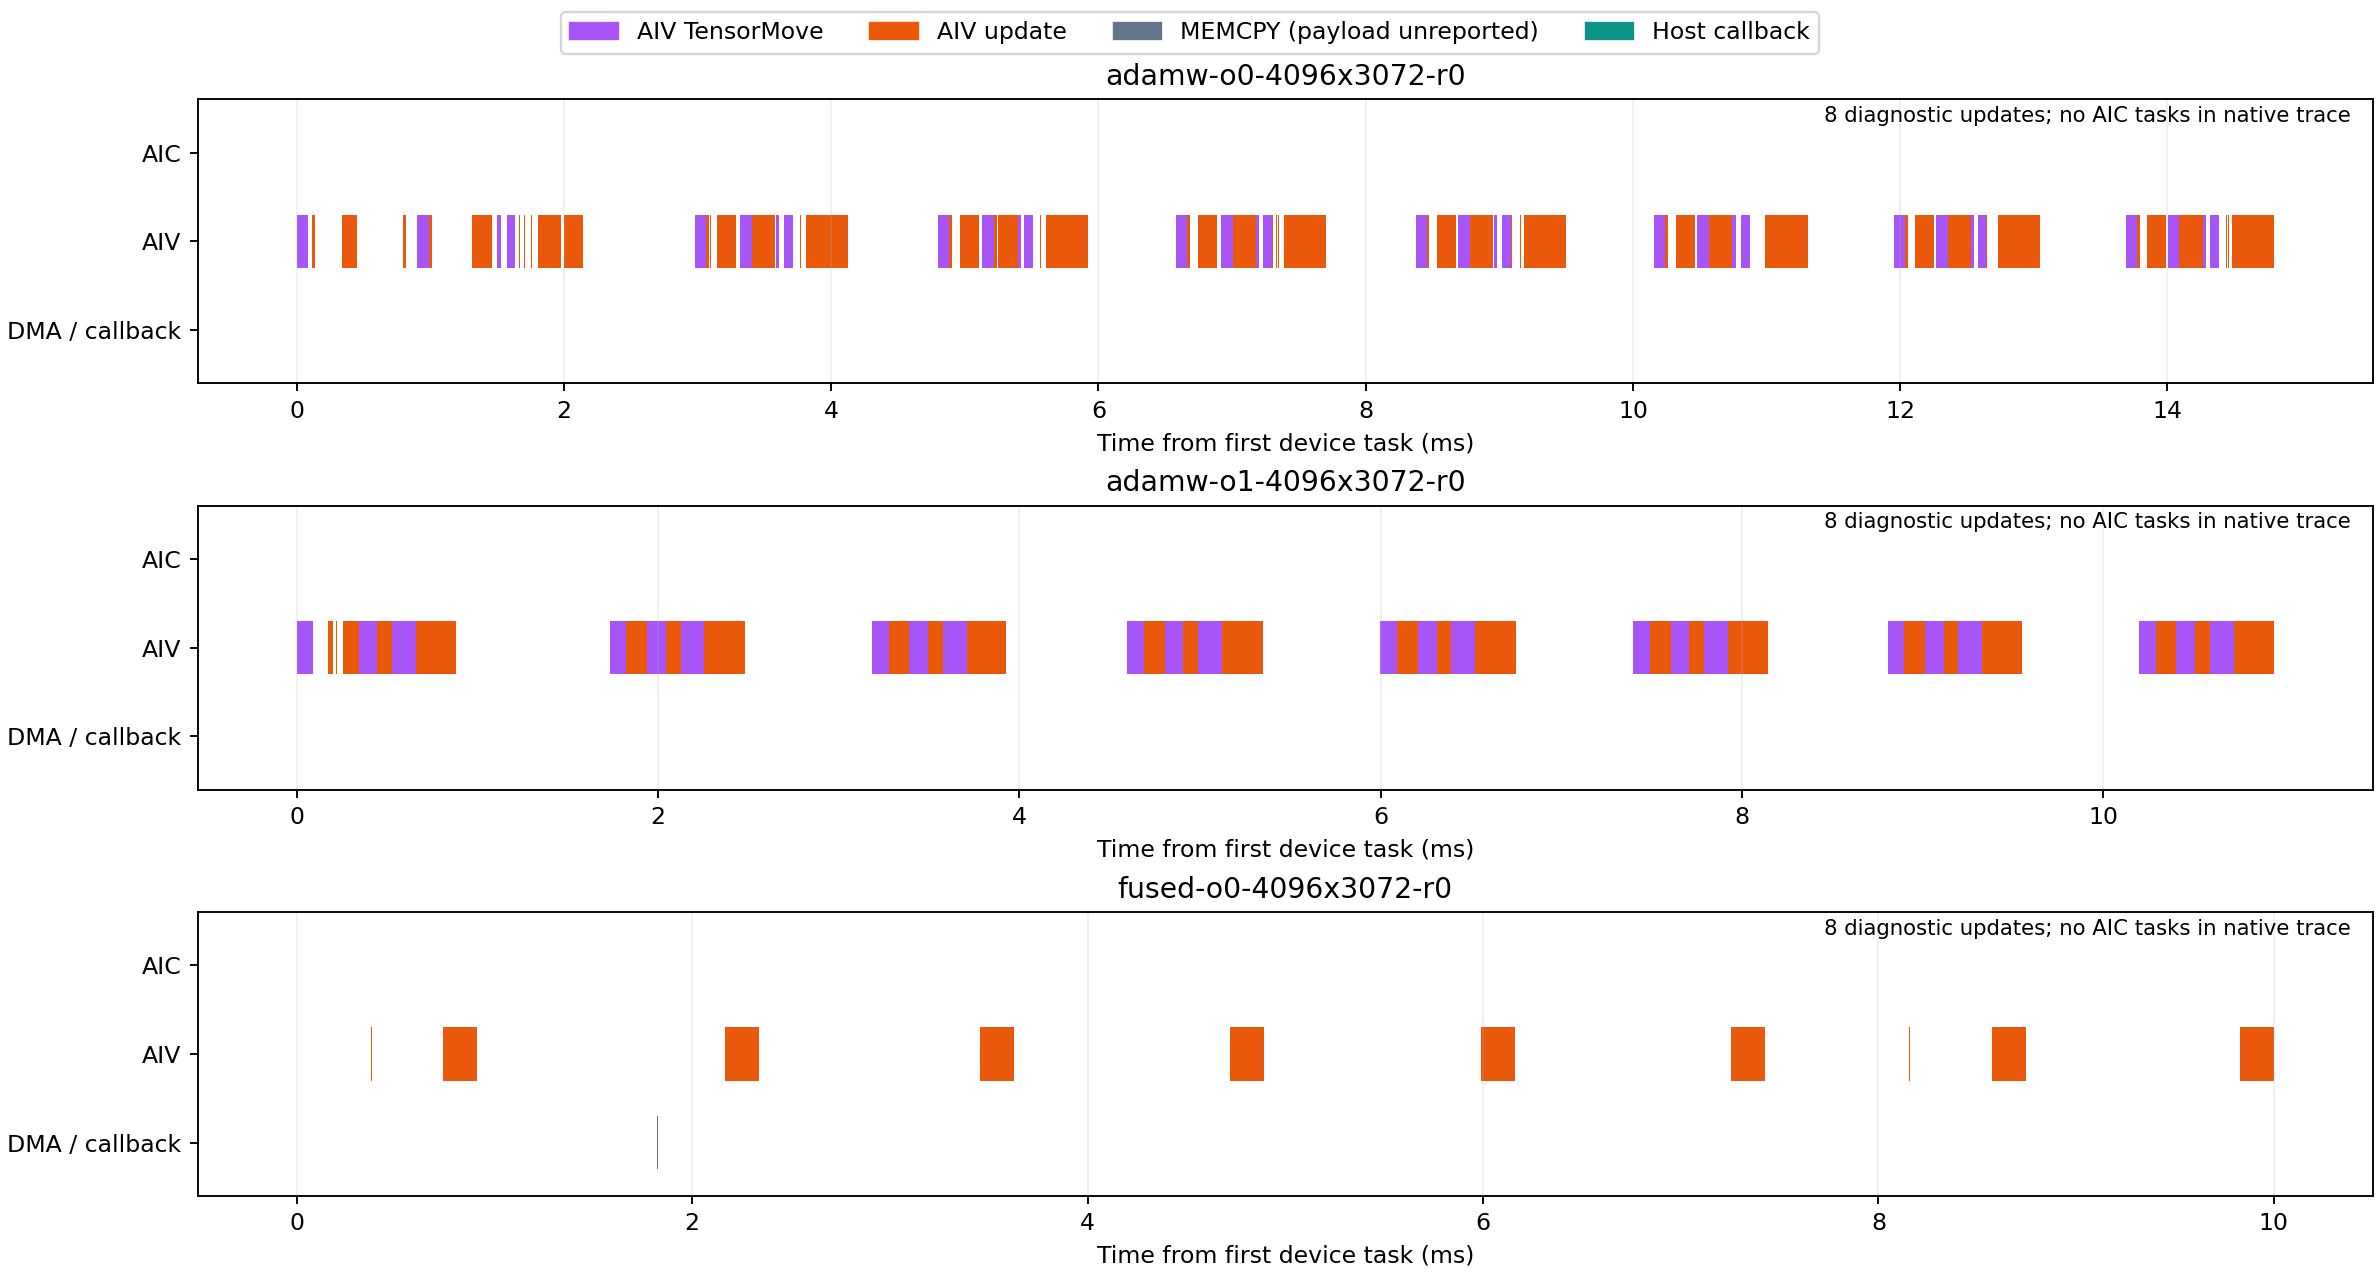 AIV TensorMove AIV update MEMCPY (payload unreported) Host callback
adamw-o0-4096x3072-r0
8 diagnostic updates; no AIC tasks in native trace
AIC
AIV
DMA / callback
0 2 4 6 8 10 12 14
Time from first device task (ms)
adamw-o1-4096x3072-r0
8 diagnostic updates; no AIC tasks in native trace
AIC
AIV
DMA / callback
0 2 4 6 8 10
Time from first device task (ms)
fused-o0-4096x3072-r0
8 diagnostic updates; no AIC tasks in native trace
AIC
AIV
DMA / callback
0 2 4 6 8 10
Time from first device task (ms)